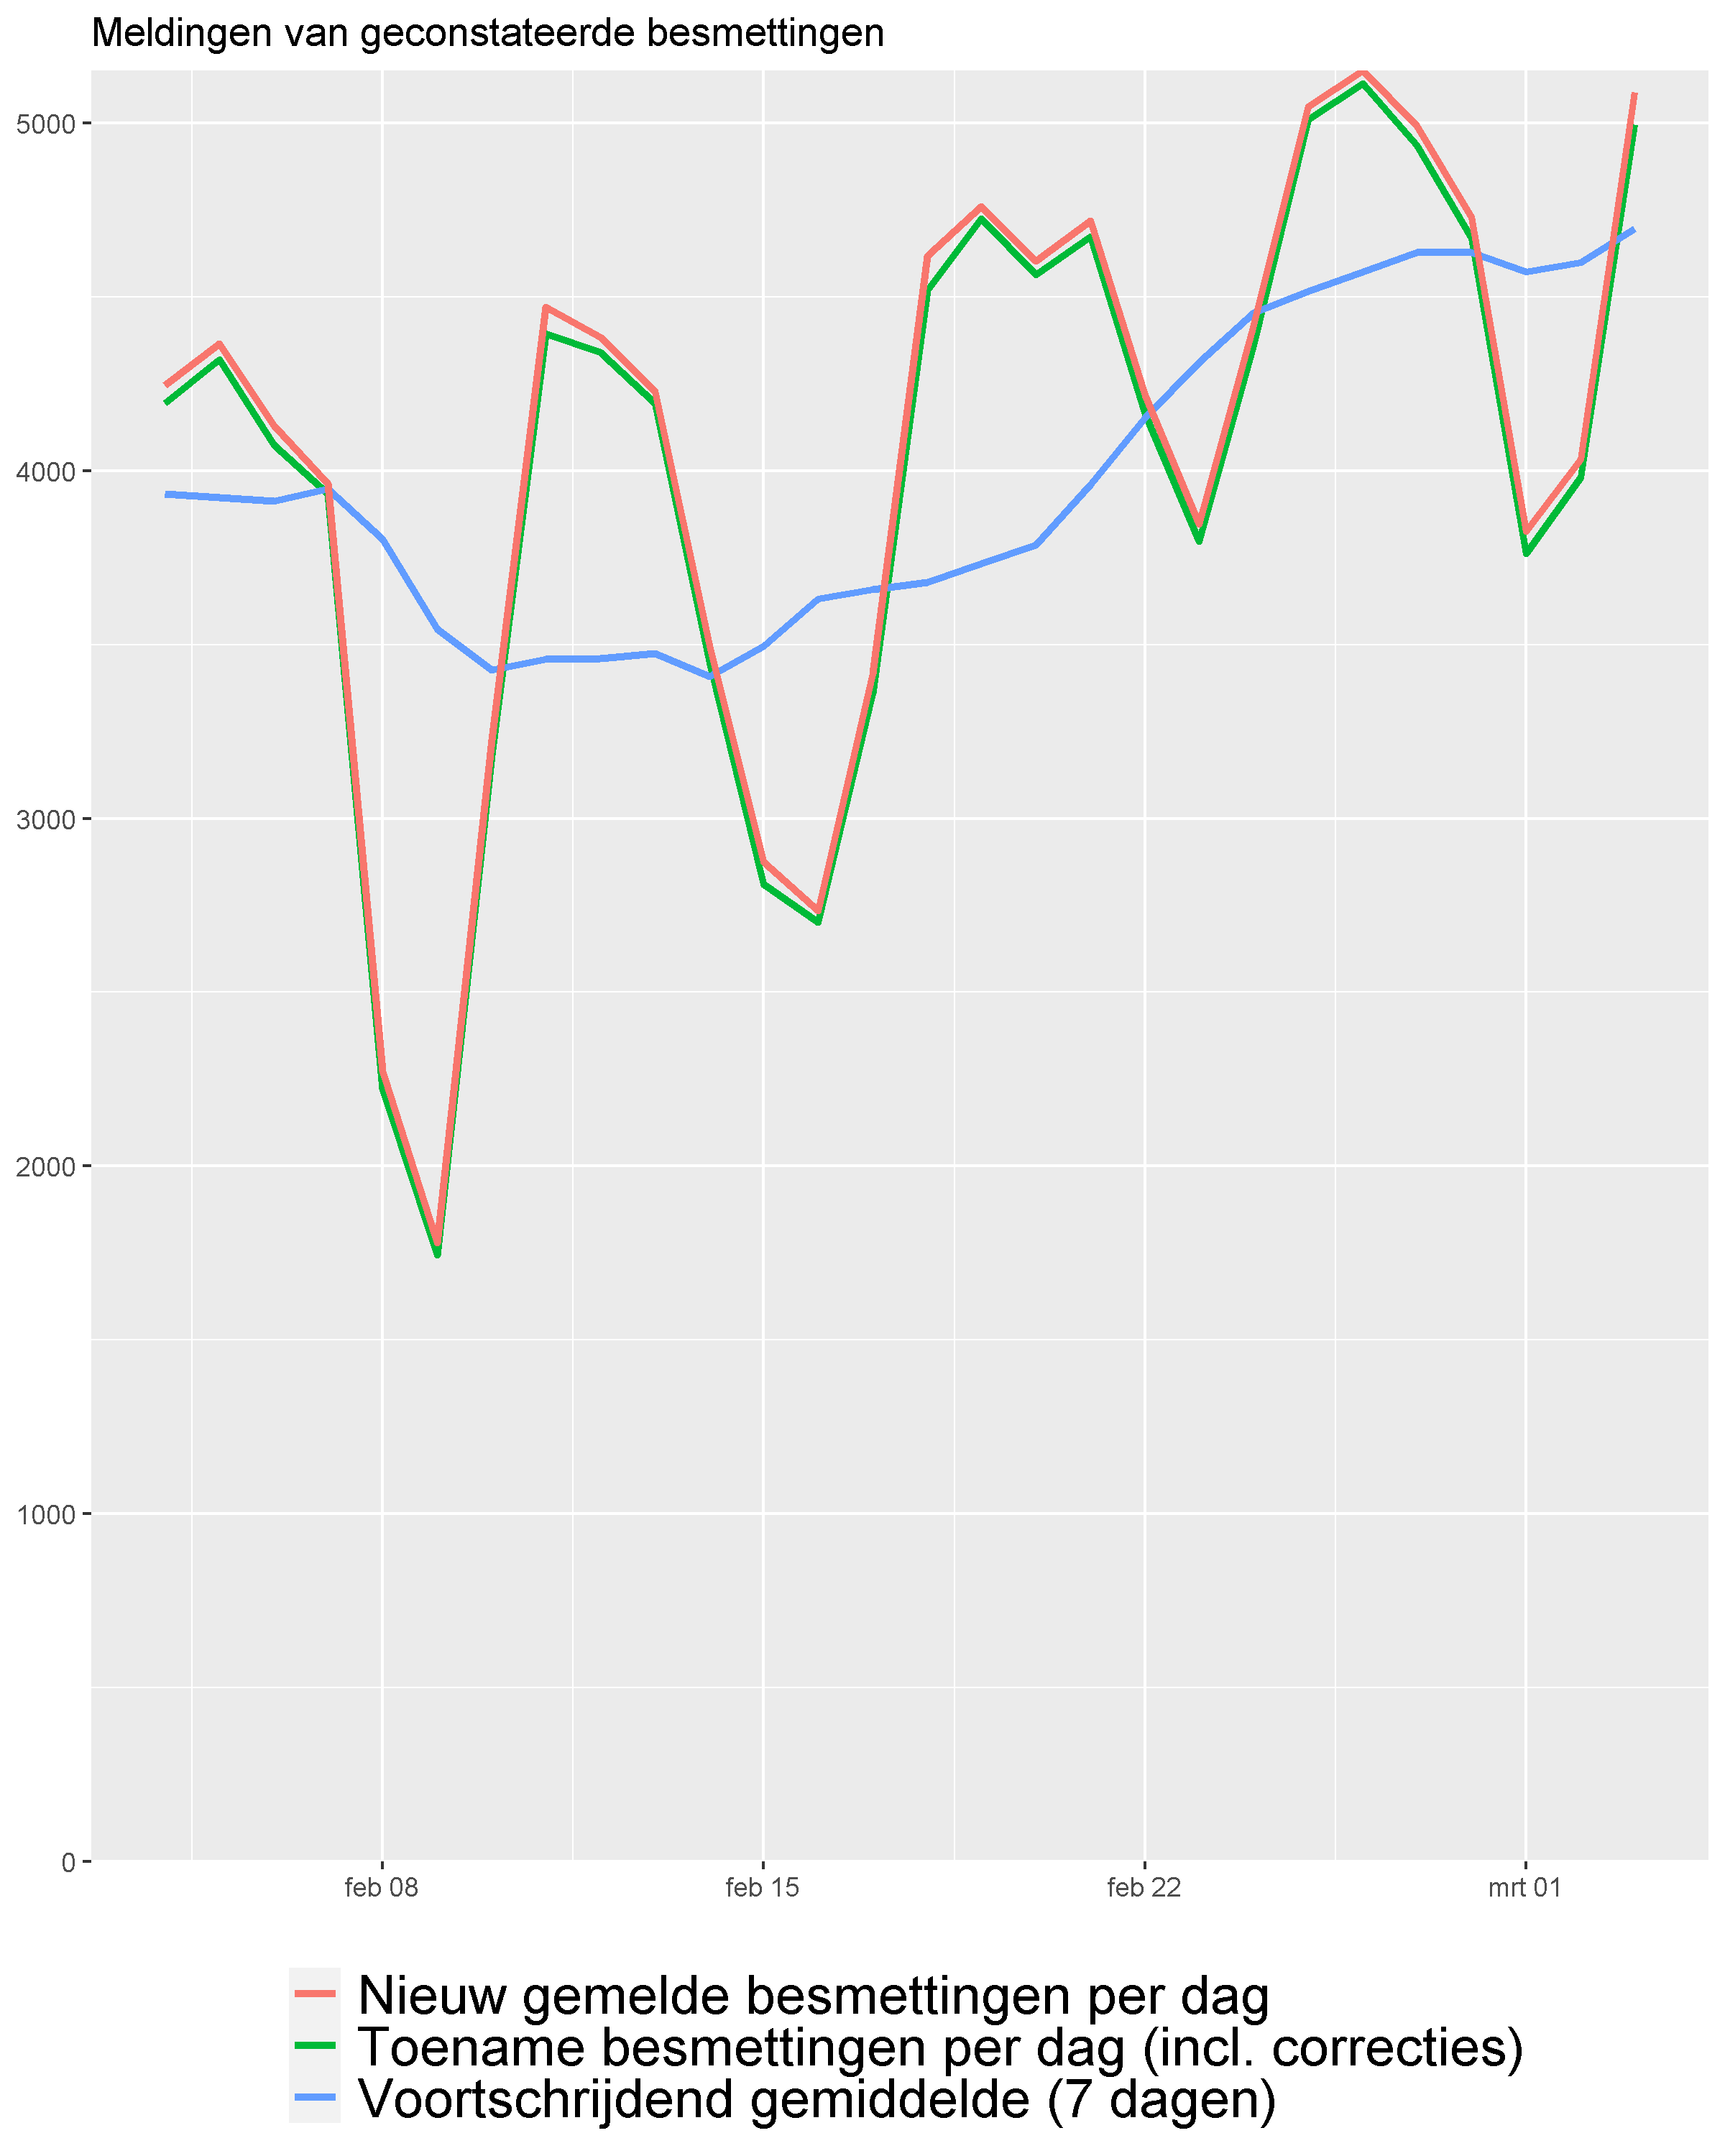 Meldingen van geconstateerde besmettingen
5000
4000
3000
2000
1000
0
feb 08 feb 15 feb 22 mrt 01
Nieuw gemelde besmettingen per dag
Toename besmettingen per dag (incl. correcties)
Voortschrijdend gemiddelde (7 dagen)